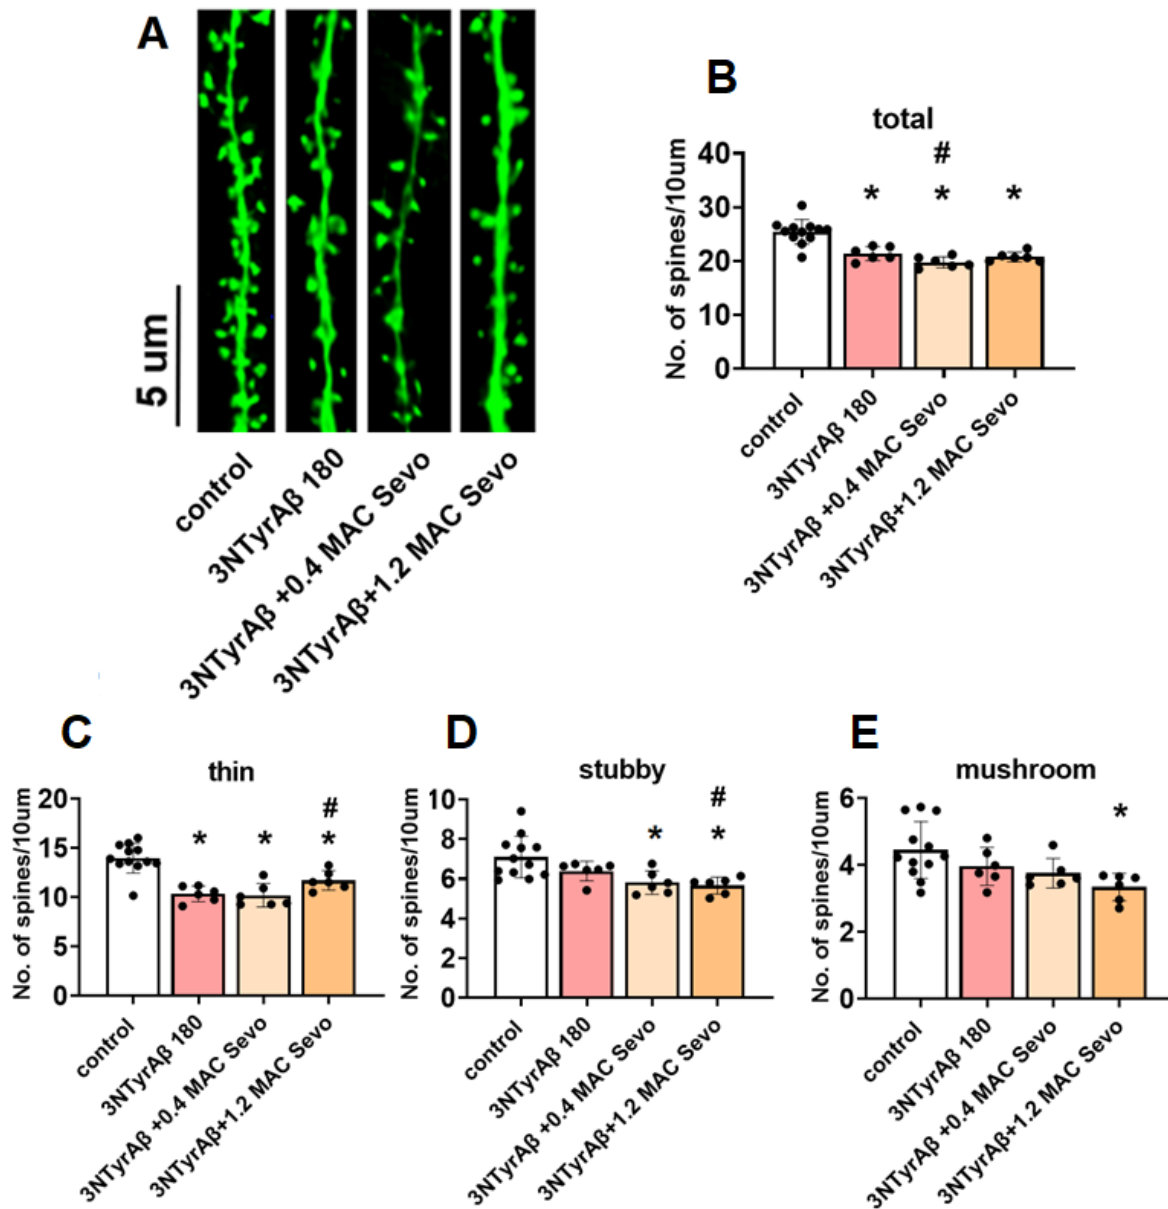 A
5 um
control
3NTyrAβ 180
3NTyrAβ +0.4 MAC Sevo
3NTyrAβ+1.2 MAC Sevo
B
total
No. of spines/10um
40
30
20
10
0
#
* * *
control
3NTyrAβ 180
3NTyrAβ +0.4 MAC Sevo
3NTyrAβ+1.2 MAC Sevo
C
thin
No. of spines/10um
20
15
10
5
0
#
* * *
control
3NTyrAβ 180
3NTyrAβ +0.4 MAC Sevo
3NTyrAβ+1.2 MAC Sevo
D
stubby
No. of spines/10um
10
8
6
4
2
0
#
* *
control
3NTyrAβ 180
3NTyrAβ +0.4 MAC Sevo
3NTyrAβ+1.2 MAC Sevo
E
mushroom
No. of spines/10um
6
4
2
0
*
control
3NTyrAβ 180
3NTyrAβ +0.4 MAC Sevo
3NTyrAβ+1.2 MAC Sevo